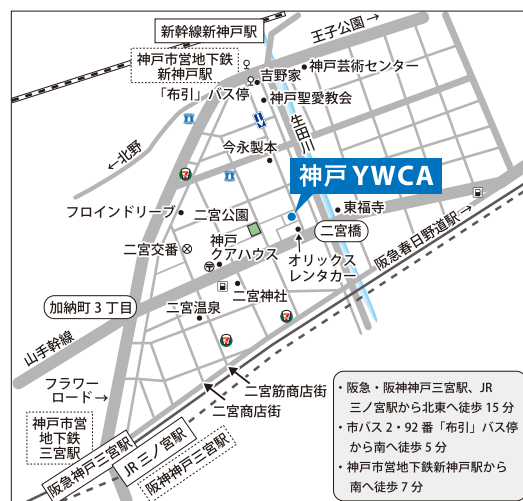 新幹線新神戸駅
王子公園→
神戸市営地下鉄
新神戸駅
吉野家
神戸芸術センター
「布引」バス停
神戸聖愛教会
生田川
←北野
今永製本
神戸 YWCA
フロインドリーブ
二宮公園
東福寺
二宮橋
二宮交番
神戸
クアハウス
オリックス
レンタカー
阪急春日野道駅→
二宮神社
加納町3丁目
二宮温泉
山手幹線
フラワー
ロード→
二宮筋商店街
二宮商店街
神戸市営
地下鉄
三宮駅
阪急神戸三宮駅
JR 三ノ宮駅
阪神神戸三宮駅
・阪急・阪神神戸三宮駅、JR
三ノ宮駅から北東へ徒歩 15 分
・市バス 2・92 番「布引」バス停
から南へ徒歩 5 分
・神戸市営地下鉄新神戸駅から
南へ徒歩 7 分